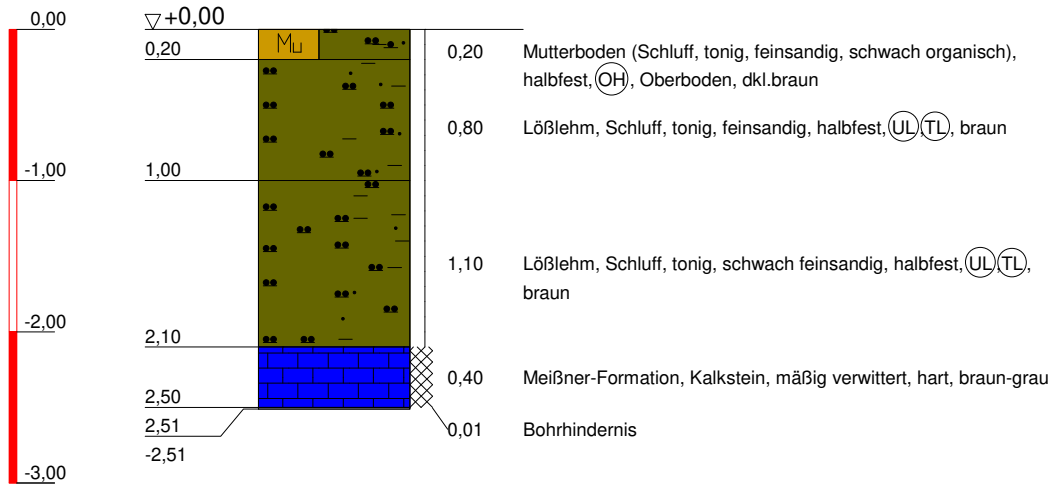 0,00
+0,00
Mu
0,20
0,20 Mutterboden (Schluff, tonig, feinsandig, schwach organisch),
halbfest, OH, Oberboden, dkl.braun
0,80 Lößlehm, Schluff, tonig, feinsandig, halbfest, UL, TL, braun
-1,00
1,00
1,10 Lößlehm, Schluff, tonig, schwach feinsandig, halbfest, UL, TL,
braun
-2,00
2,10
0,40 Meißner-Formation, Kalkstein, mäßig verwittert, hart, braun-grau
2,50
2,51
0,01 Bohrhindernis
-2,51
-3,00